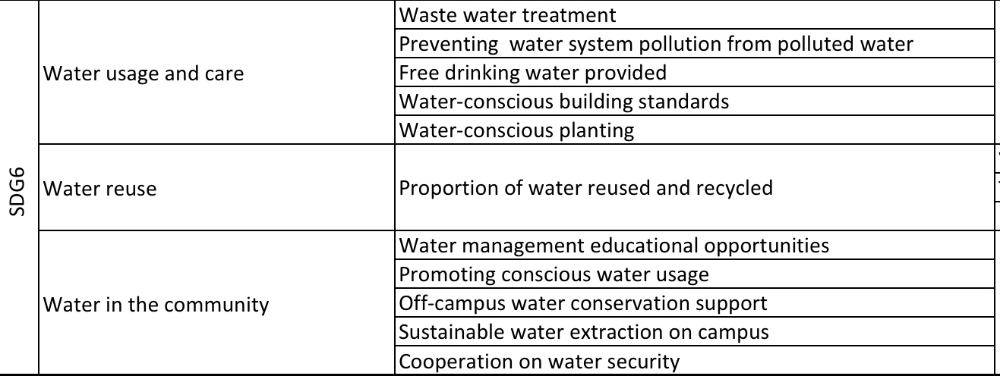 SDG6
Water usage and care
Waste water treatment
Preventing  water system pollution from polluted water
Free drinking water provided
Water-conscious building standards
Water-conscious planting
Water reuse
Proportion of water reused and recycled
Water in the community
Water management educational opportunities
Promoting conscious water usage
Off-campus water conservation support
Sustainable water extraction on campus
Cooperation on water security